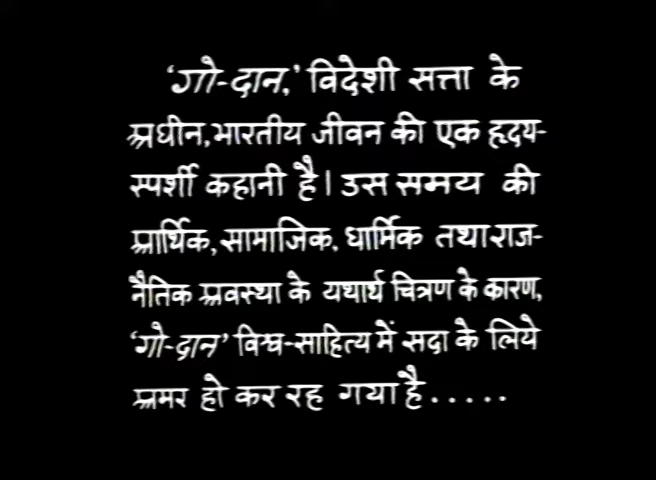 ‘गो-दान,’ विदेशी सत्ता के
अधीन, भारतीय जीवन की एक हृदय-
स्पर्शी कहानी है। उस समय की
आर्थिक, सामाजिक, धार्मिक तथा राज-
नैतिक अवस्था के यथार्थ चित्रण के कारण,
‘गो-दान’ विश्व-साहित्य में सदा के लिये
अमर हो कर रह गया है.....